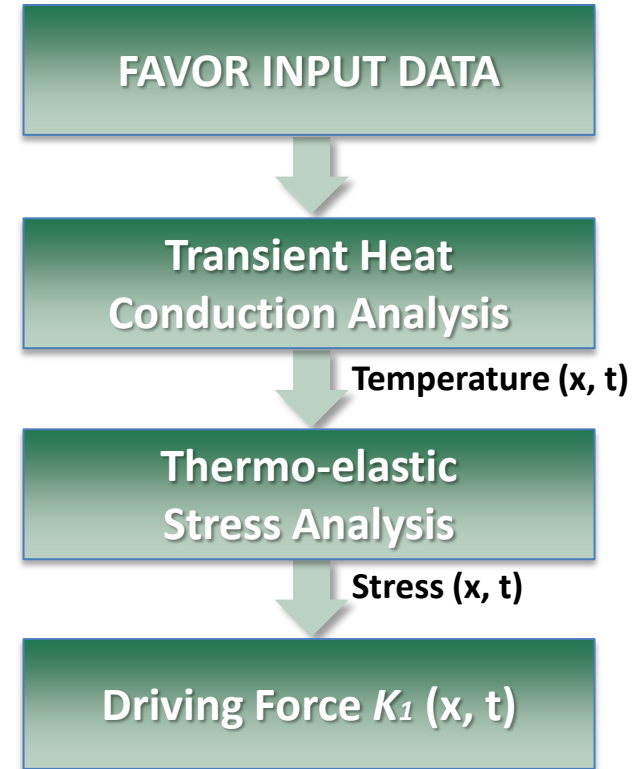 FAVOR INPUT DATA
Transient Heat
Conduction Analysis
Temperature (x, t)
Thermo-elastic
Stress Analysis
Stress (x, t)
Driving Force K₁ (x, t)